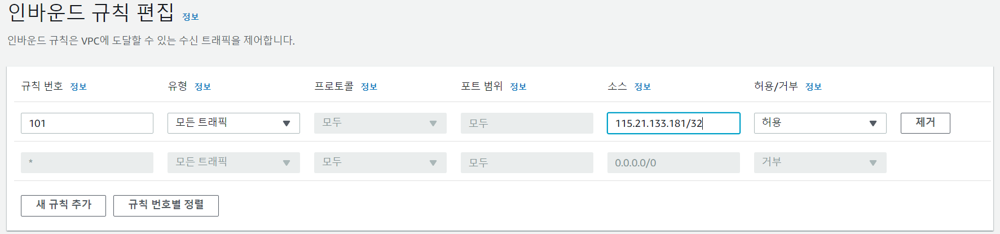 인바운드 규칙 편집 정보
인바운드 규칙은 VPC에 도달할 수 있는 수신 트래픽을 제어합니다.
규칙 번호 정보 유형 정보 프로토콜 정보 포트 범위 정보 소스 정보 허용/거부 정보
101 모든 트래픽 모두 모두 115.21.133.181/32 허용 제거
* 모든 트래픽 모두 모두 0.0.0.0/0 거부
새 규칙 추가 규칙 번호별 정렬